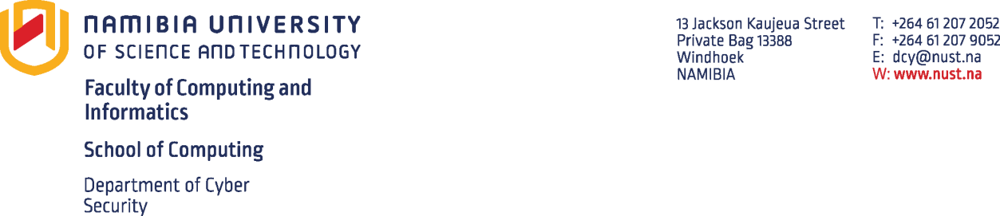 NAMIBIA UNIVERSITY
OF SCIENCE AND TECHNOLOGY
Faculty of Computing and
Informatics
School of Computing
Department of Cyber
Security
13 Jackson Kaujeua Street
Private Bag 13388
Windhoek
NAMIBIA
T: +264 61 207 2052
F: +264 61 207 9052
E: dcy@nust.na
W: www.nust.na